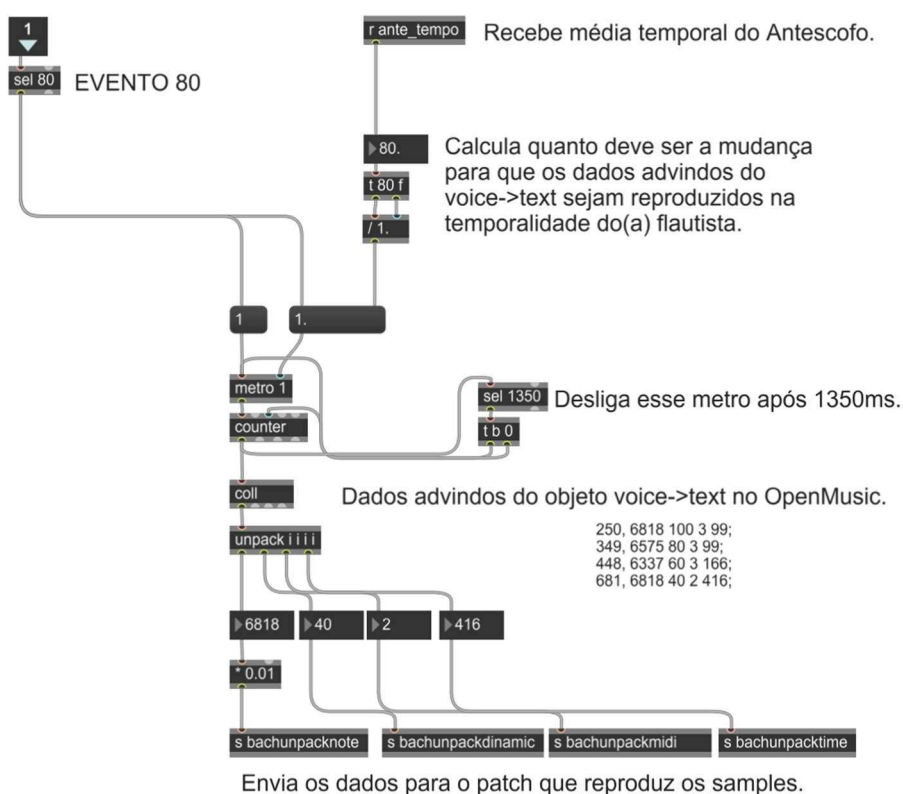 1
sel 80
EVENTO 80
r ante_tempo
Recebe média temporal do Antescofo.
80.
t 80 f
/ 1.
Calcula quanto deve ser a mudança
para que os dados advindos do
voice->text sejam reproduzidos na
temporalidade do(a) flautista.
1
1.
metro 1
counter
sel 1350
t b 0
Desliga esse metro após 1350ms.
coll
Dados advindos do objeto voice->text no OpenMusic.
unpack i i i i
250, 6818 100 3 99;
349, 6575 80 3 99;
448, 6337 60 3 166;
681, 6818 40 2 416;
6818
40
2
416
* 0.01
s bachunpacknote
s bachunpackdinamic
s bachunpackmidi
s bachunpacktime
Envia os dados para o patch que reproduz os samples.